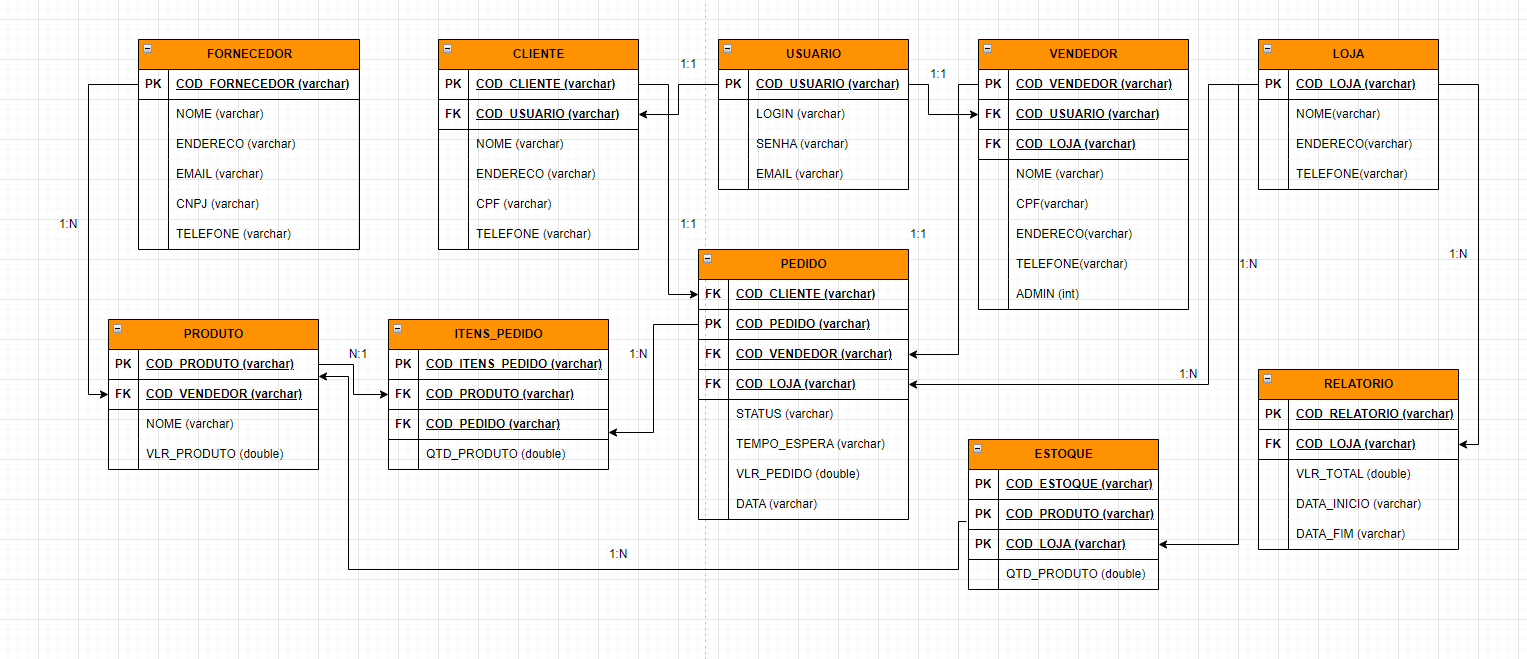 FORNECEDOR
PK COD_FORNECEDOR (varchar)
NOME (varchar)
ENDERECO (varchar)
EMAIL (varchar)
CNPJ (varchar)
TELEFONE (varchar)
CLIENTE
PK COD_CLIENTE (varchar)
FK COD_USUARIO (varchar)
NOME (varchar)
ENDERECO (varchar)
CPF (varchar)
TELEFONE (varchar)
1:1
USUARIO
PK COD_USUARIO (varchar)
LOGIN (varchar)
SENHA (varchar)
EMAIL (varchar)
1:1
VENDEDOR
PK COD_VENDEDOR (varchar)
FK COD_USUARIO (varchar)
FK COD_LOJA (varchar)
NOME (varchar)
CPF(varchar)
ENDERECO(varchar)
TELEFONE(varchar)
ADMIN (int)
LOJA
PK COD_LOJA (varchar)
NOME(varchar)
ENDERECO(varchar)
TELEFONE(varchar)
1:N
1:1
1:1
1:N
1:N
PRODUTO
PK COD_PRODUTO (varchar)
FK COD_VENDEDOR (varchar)
NOME (varchar)
VLR_PRODUTO (double)
N:1
ITENS_PEDIDO
PK COD_ITENS_PEDIDO (varchar)
FK COD_PRODUTO (varchar)
FK COD_PEDIDO (varchar)
QTD_PRODUTO (double)
1:N
PEDIDO
FK COD_CLIENTE (varchar)
PK COD_PEDIDO (varchar)
FK COD_VENDEDOR (varchar)
FK COD_LOJA (varchar)
STATUS (varchar)
TEMPO_ESPERA (varchar)
VLR_PEDIDO (double)
DATA (varchar)
1:N
RELATORIO
PK COD_RELATORIO (varchar)
FK COD_LOJA (varchar)
VLR_TOTAL (double)
DATA_INICIO (varchar)
DATA_FIM (varchar)
ESTOQUE
PK COD_ESTOQUE (varchar)
PK COD_PRODUTO (varchar)
PK COD_LOJA (varchar)
QTD_PRODUTO (double)
1:N